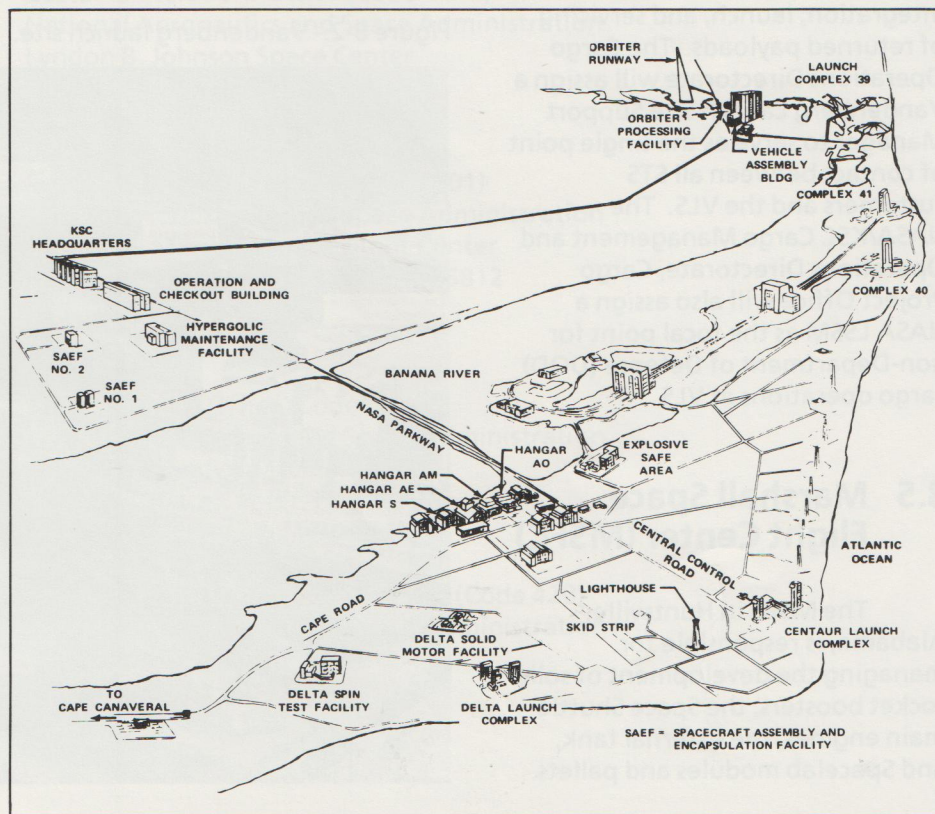 ORBITER
RUNWAY
LAUNCH
COMPLEX 39
ORBITER
PROCESSING
FACILITY
VEHICLE
ASSEMBLY
BLDG
COMPLEX 41
KSC
HEADQUARTERS
OPERATION AND
CHECKOUT BUILDING
COMPLEX 40
HYPERGOLIC
MAINTENANCE
FACILITY
SAEF
NO. 2
SAEF
NO. 1
BANANA RIVER
NASA PARKWAY
HANGAR
AO
EXPLOSIVE
SAFE
AREA
HANGAR AM
HANGAR AE
HANGAR S
CENTRAL CONTROL
ROAD
ATLANTIC
OCEAN
LIGHTHOUSE
SKID STRIP
CAPE ROAD
CENTAUR LAUNCH
COMPLEX
DELTA SOLID
MOTOR FACILITY
TO
CAPE CANAVERAL
DELTA SPIN
TEST FACILITY
DELTA LAUNCH
COMPLEX
SAEF = SPACECRAFT ASSEMBLY AND
ENCAPSULATION FACILITY